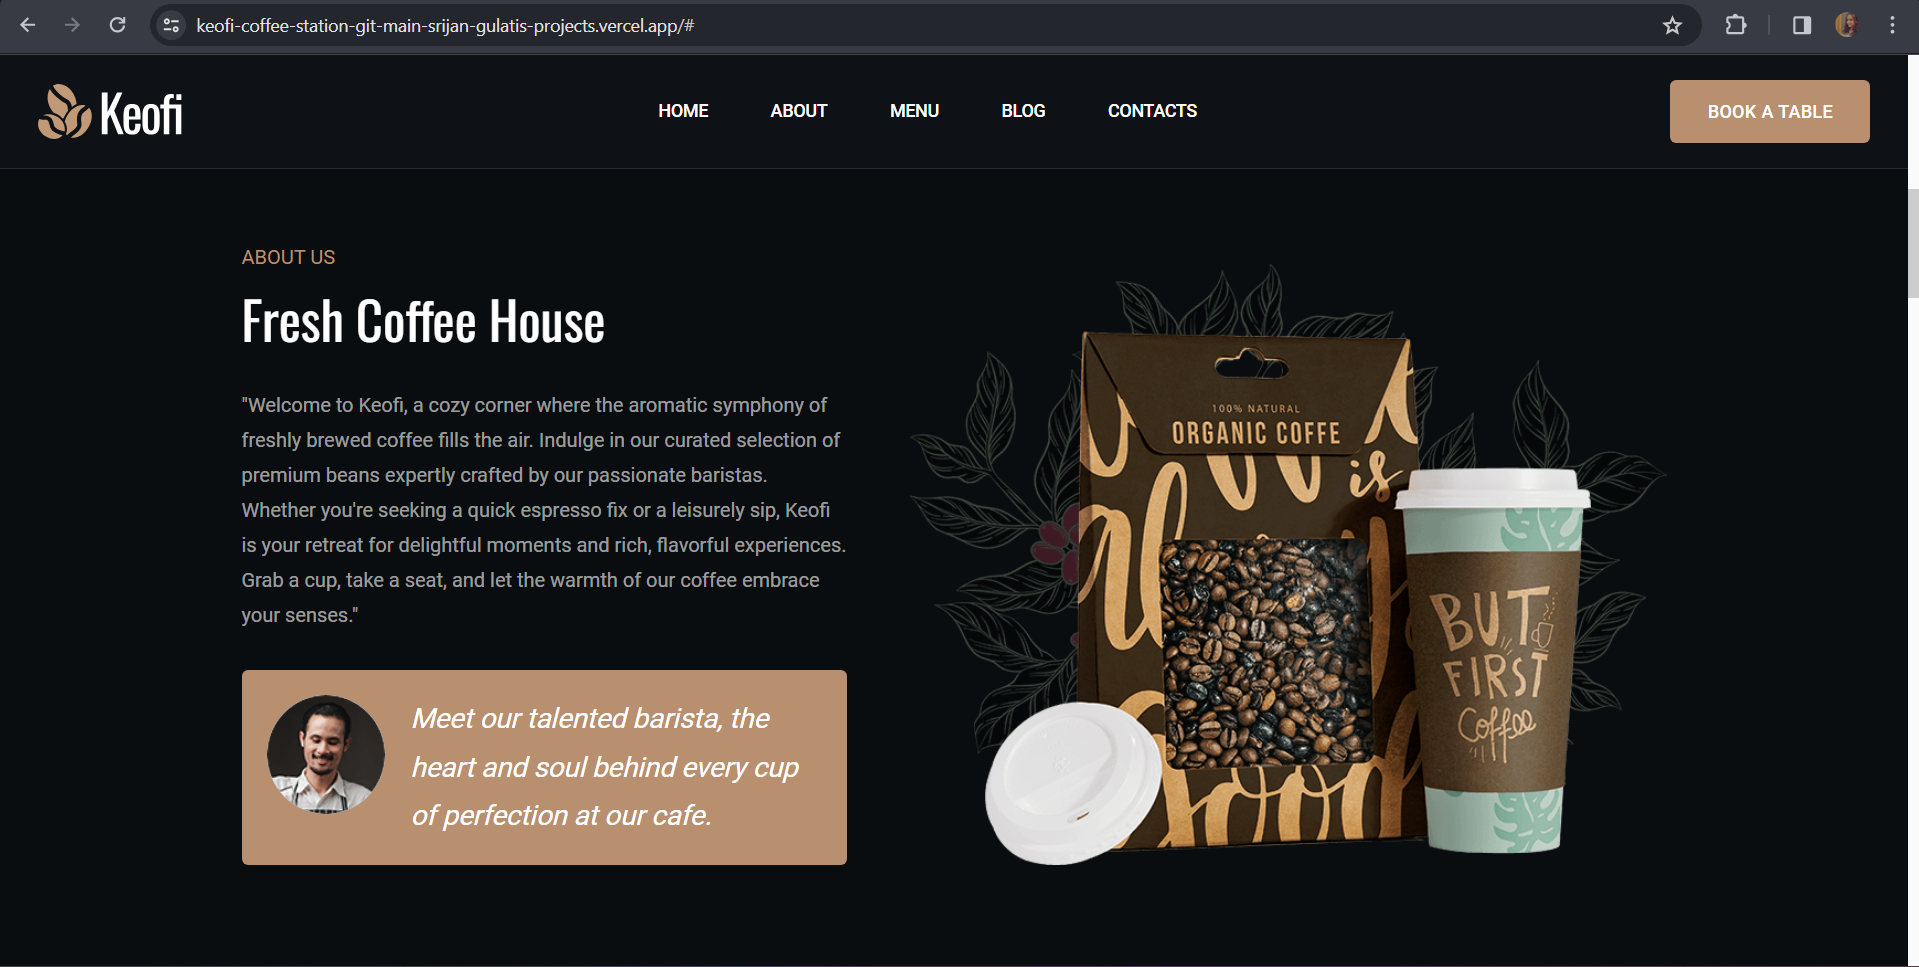 keofi-coffee-station-git-main-srijan-gulatis-projects.vercel.app/#
Keofi
HOME
ABOUT
MENU
BLOG
CONTACTS
BOOK A TABLE
ABOUT US
Fresh Coffee House
"Welcome to Keofi, a cozy corner where the aromatic symphony of
freshly brewed coffee fills the air. Indulge in our curated selection of
premium beans expertly crafted by our passionate baristas.
Whether you're seeking a quick espresso fix or a leisurely sip, Keofi
is your retreat for delightful moments and rich, flavorful experiences.
Grab a cup, take a seat, and let the warmth of our coffee embrace
your senses."
Meet our talented barista, the
heart and soul behind every cup
of perfection at our cafe.
100% NATURAL
ORGANIC COFFE
is
BUT
FIRST
Coffee